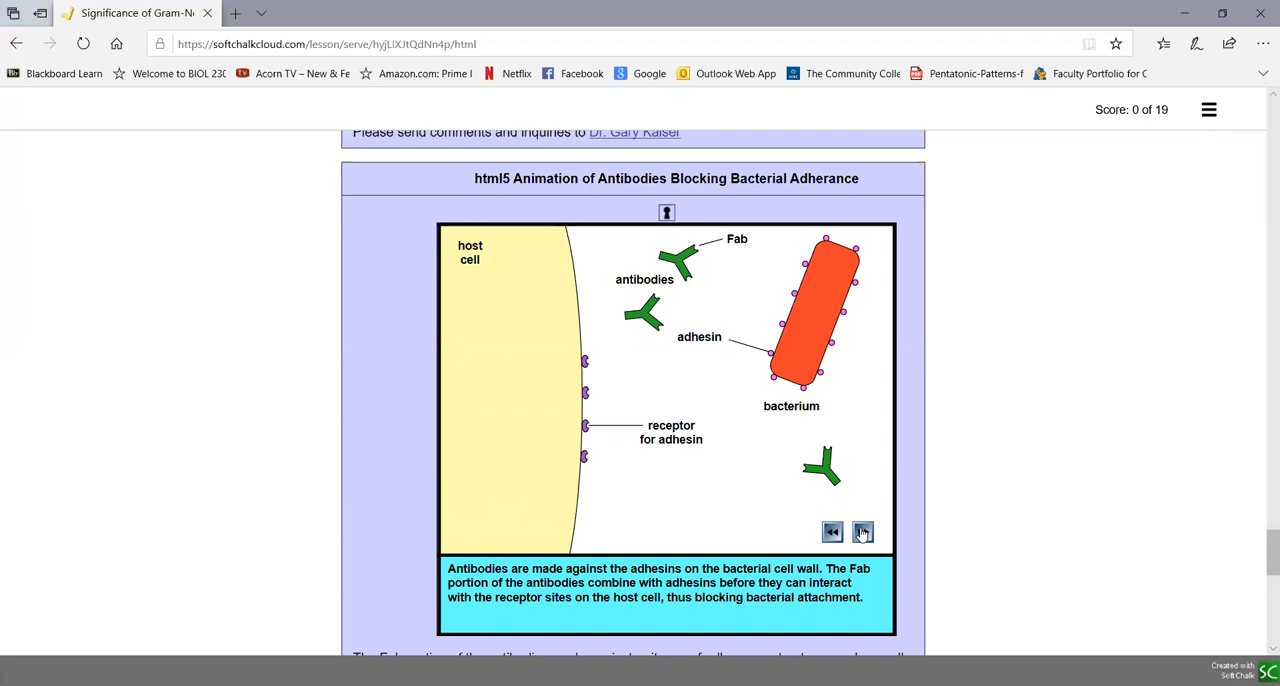 Significance of Gram-Ne
https://softchalkcloud.com/lesson/serve/hyjLlXJtQdNn4p/html
Bb Blackboard Learn Welcome to BIOL 230 tv Acorn TV – New & Fe Amazon.com: Prime I N Netflix Facebook Google Outlook Web App The Community Colle Pentatonic-Patterns-f Faculty Portfolio for C
Score: 0 of 19
Please send comments and inquiries to Dr. Gary Kaiser
html5 Animation of Antibodies Blocking Bacterial Adherance
host
cell
Fab
antibodies
adhesin
bacterium
receptor
for adhesin
Antibodies are made against the adhesins on the bacterial cell wall. The Fab
portion of the antibodies combine with adhesins before they can interact
with the receptor sites on the host cell, thus blocking bacterial attachment.
Created with
SoftChalk
SC